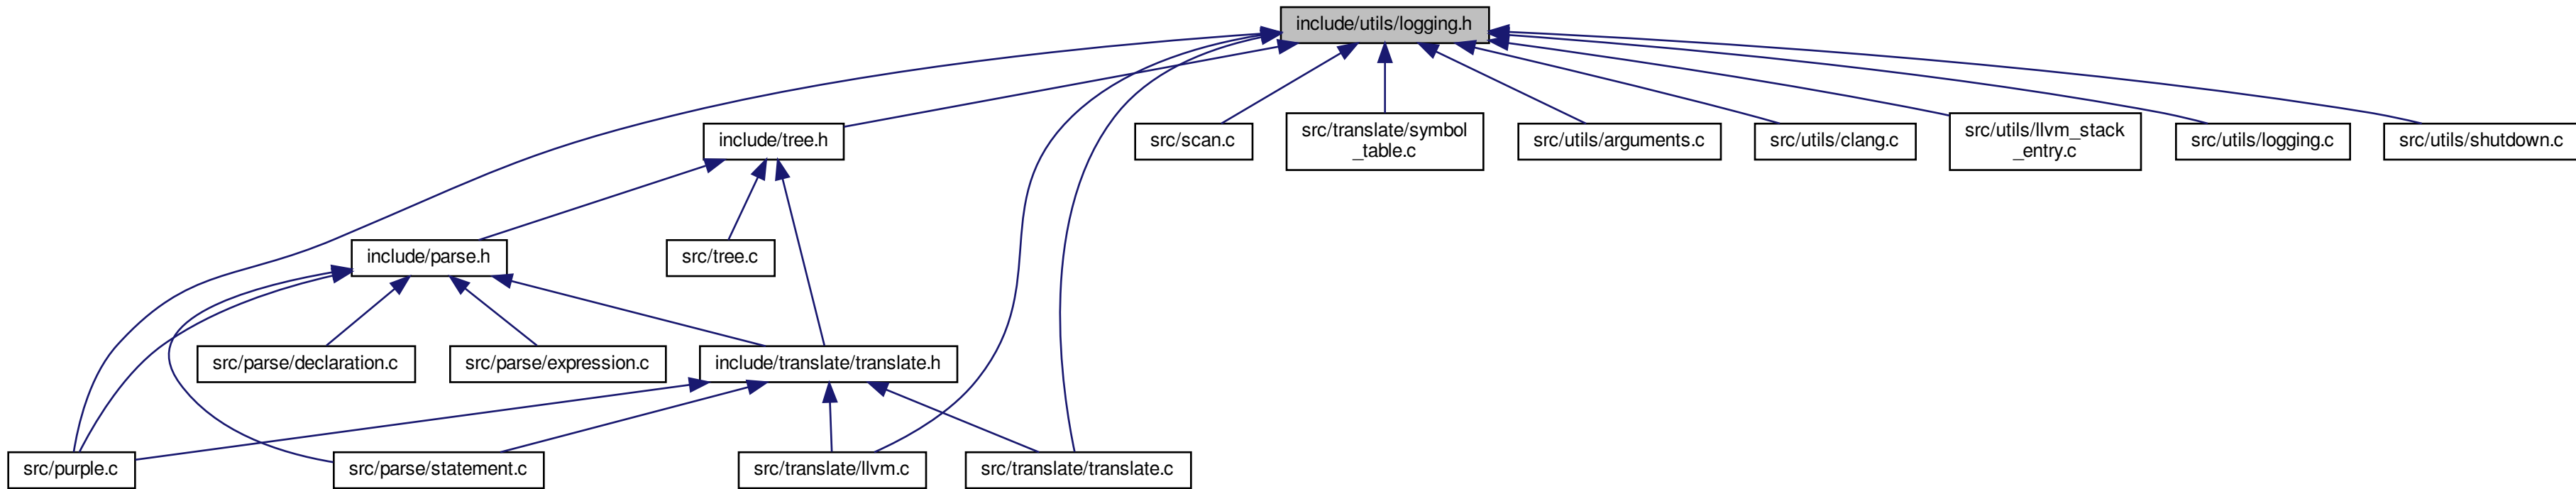 include/utils/logging.h
include/tree.h
src/scan.c
src/translate/symbol
_table.c
src/utils/arguments.c
src/utils/clang.c
src/utils/llvm_stack
_entry.c
src/utils/logging.c
src/utils/shutdown.c
include/parse.h
src/tree.c
src/parse/declaration.c
src/parse/expression.c
include/translate/translate.h
src/purple.c
src/parse/statement.c
src/translate/llvm.c
src/translate/translate.c